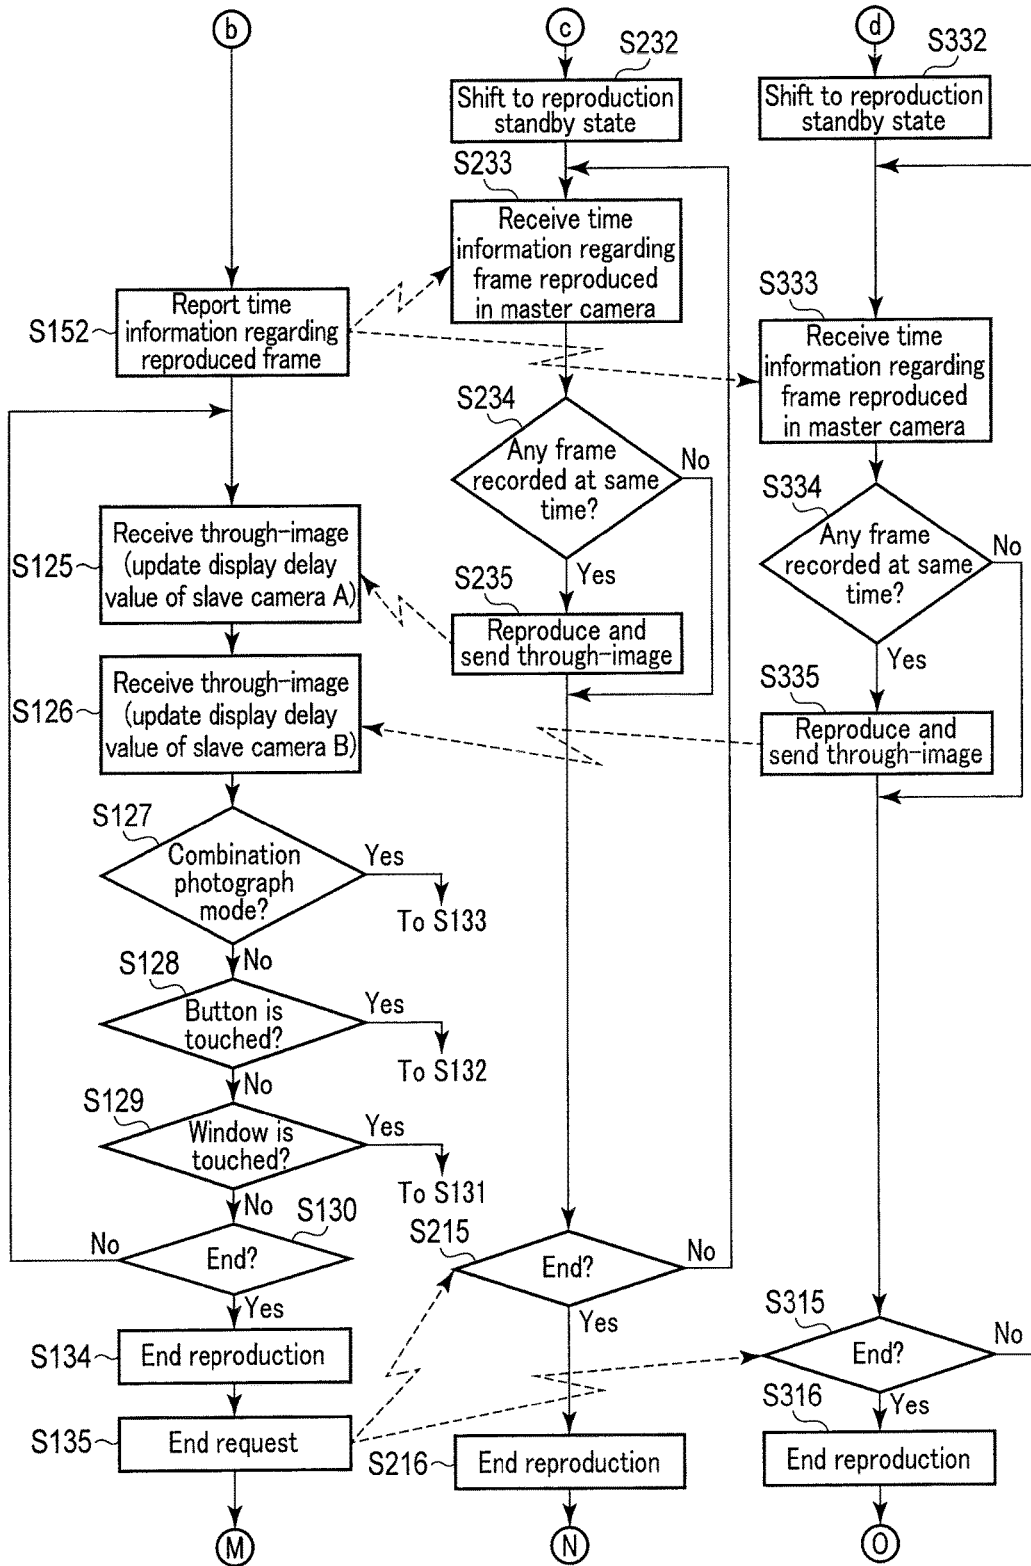 b
S152
Report time
information regarding
reproduced frame
S125
Receive through-image
(update display delay
value of slave camera A)
S126
Receive through-image
(update display delay
value of slave camera B)
S127
Combination
photograph
mode?
Yes
To S133
No
S128
Button is
touched?
Yes
To S132
No
S129
Window is
touched?
Yes
To S131
No
S130
End?
No
Yes
S134
End reproduction
S135
End request
M
c
S232
Shift to reproduction
standby state
S233
Receive time
information regarding
frame reproduced
in master camera
S234
Any frame
recorded at same
time?
No
Yes
S235
Reproduce and
send through-image
S215
End?
No
Yes
S216
End reproduction
N
d
S332
Shift to reproduction
standby state
S333
Receive time
information regarding
frame reproduced
in master camera
S334
Any frame
recorded at same
time?
No
Yes
S335
Reproduce and
send through-image
S315
End?
No
Yes
S316
End reproduction
O